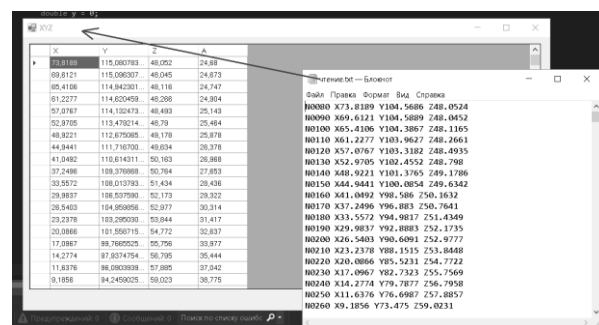 double y = 0;
XYZ
X Y Z A
73,8189 115,080783... 48,052 24,68
69,6121 115,096307... 48,045 24,673
65,4106 114,942301... 48,116 24,747
61,2277 114,620459... 48,266 24,904
57,0767 114,132473... 48,493 25,143
52,9705 113,479214... 48,79 25,464
48,9221 112,675065... 49,178 25,878
44,9441 111,716700... 49,634 26,378
41,0492 110,614311... 50,163 26,968
37,2496 109,376868... 50,764 27,653
33,5572 108,013793... 51,434 28,436
29,9837 106,537590... 52,173 29,322
26,5403 104,959856... 52,977 30,314
23,2378 103,295030... 53,844 31,417
20,0866 101,556715... 54,772 32,637
17,0967 99,7665525... 55,756 33,977
14,2774 97,9374754... 56,795 35,444
11,6376 96,0903939... 57,885 37,042
9,1856 94,2459025... 59,023 38,775
Предупреждений: 0 Сообщений: 0 Поиск по списку ошибс
чтение.txt — Блокнот
Файл Правка Формат Вид Справка
N0080 X73.8189 Y104.5686 Z48.0524
N0090 X69.6121 Y104.5889 Z48.0452
N0100 X65.4106 Y104.3867 Z48.1165
N0110 X61.2277 Y103.9627 Z48.2661
N0120 X57.0767 Y103.3182 Z48.4935
N0130 X52.9705 Y102.4552 Z48.798
N0140 X48.9221 Y101.3765 Z49.1786
N0150 X44.9441 Y100.0854 Z49.6342
N0160 X41.0492 Y98.586 Z50.1632
N0170 X37.2496 Y96.883 Z50.7641
N0180 X33.5572 Y94.9817 Z51.4349
N0190 X29.9837 Y92.8883 Z52.1735
N0200 X26.5403 Y90.6091 Z52.9777
N0210 X23.2378 Y88.1515 Z53.8448
N0220 X20.0866 Y85.5231 Z54.7722
N0230 X17.0967 Y82.7323 Z55.7569
N0240 X14.2774 Y79.7877 Z56.7958
N0250 X11.6376 Y76.6987 Z57.8857
N0260 X9.1856 Y73.475 Z59.0231